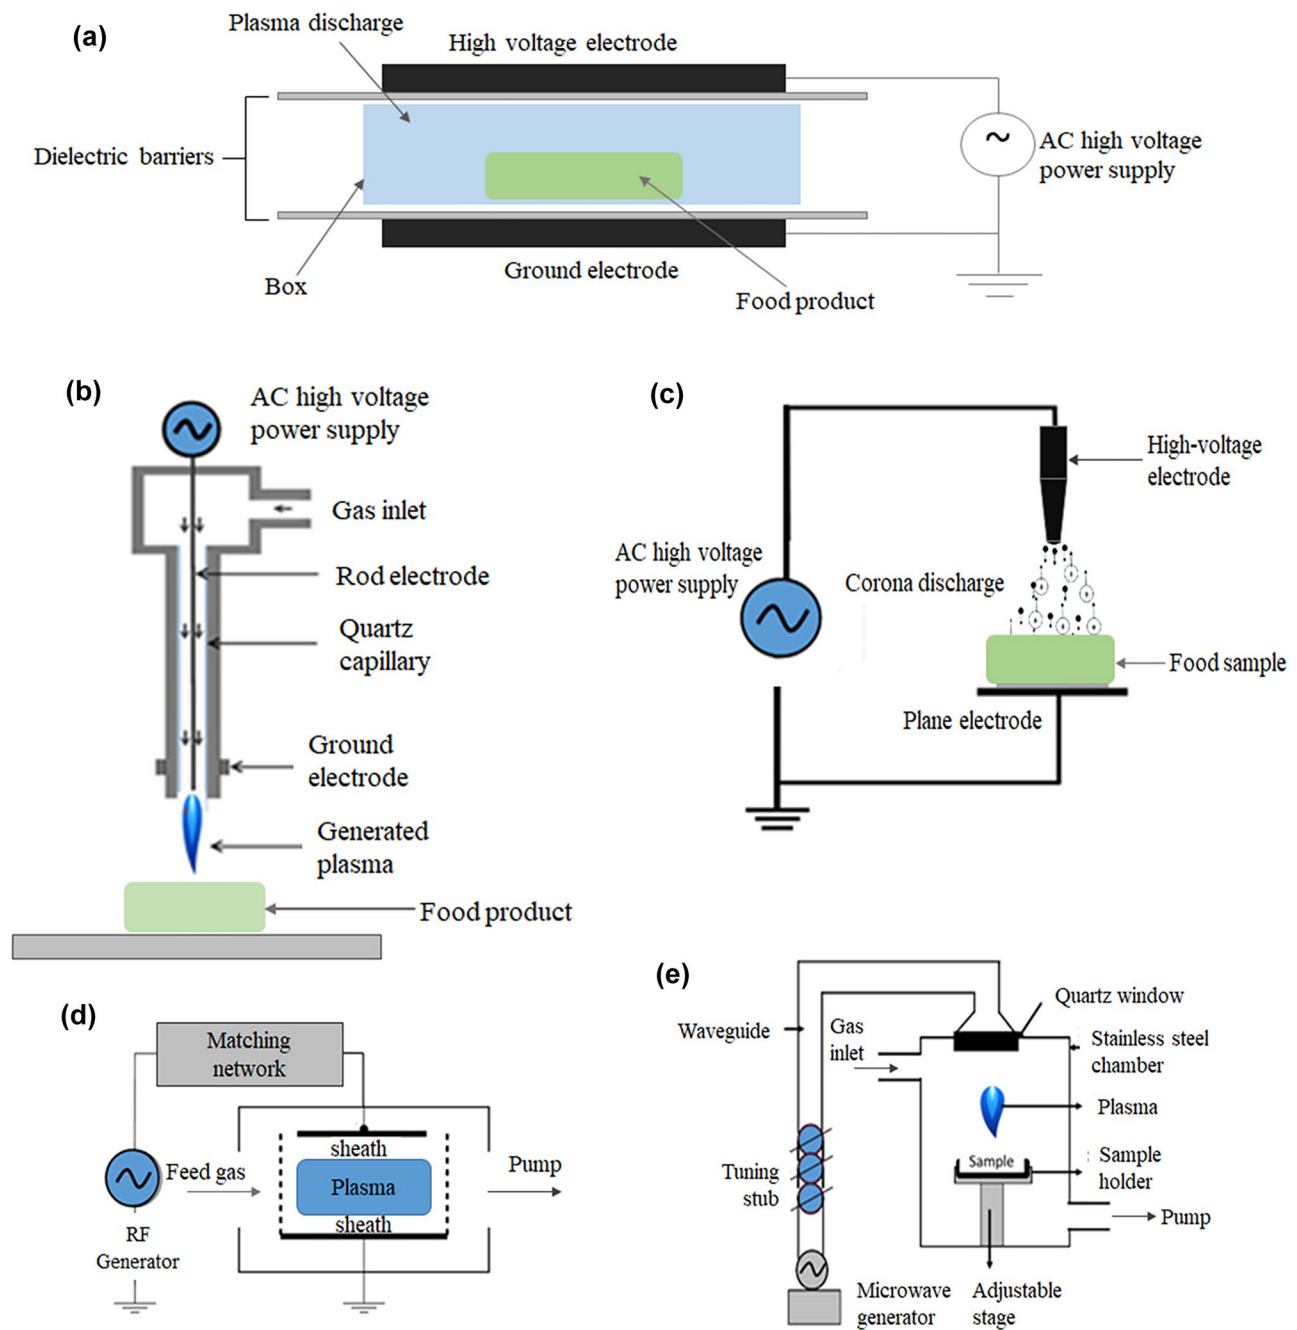 (a)
Plasma discharge
High voltage electrode
Dielectric barriers
AC high voltage
power supply
Ground electrode
Box
Food product
(b)
AC high voltage
power supply
Gas inlet
Rod electrode
Quartz
capillary
Ground
electrode
Generated
plasma
Food product
(c)
High-voltage
electrode
AC high voltage
power supply
Corona discharge
Food sample
Plane electrode
(d)
Matching
network
sheath
Feed gas
Plasma
Pump
sheath
RF
Generator
(e)
Quartz window
Waveguide
Gas
inlet
Stainless steel
chamber
Plasma
Sample
Sample
holder
Tuning
stub
Pump
Microwave
generator
Adjustable
stage